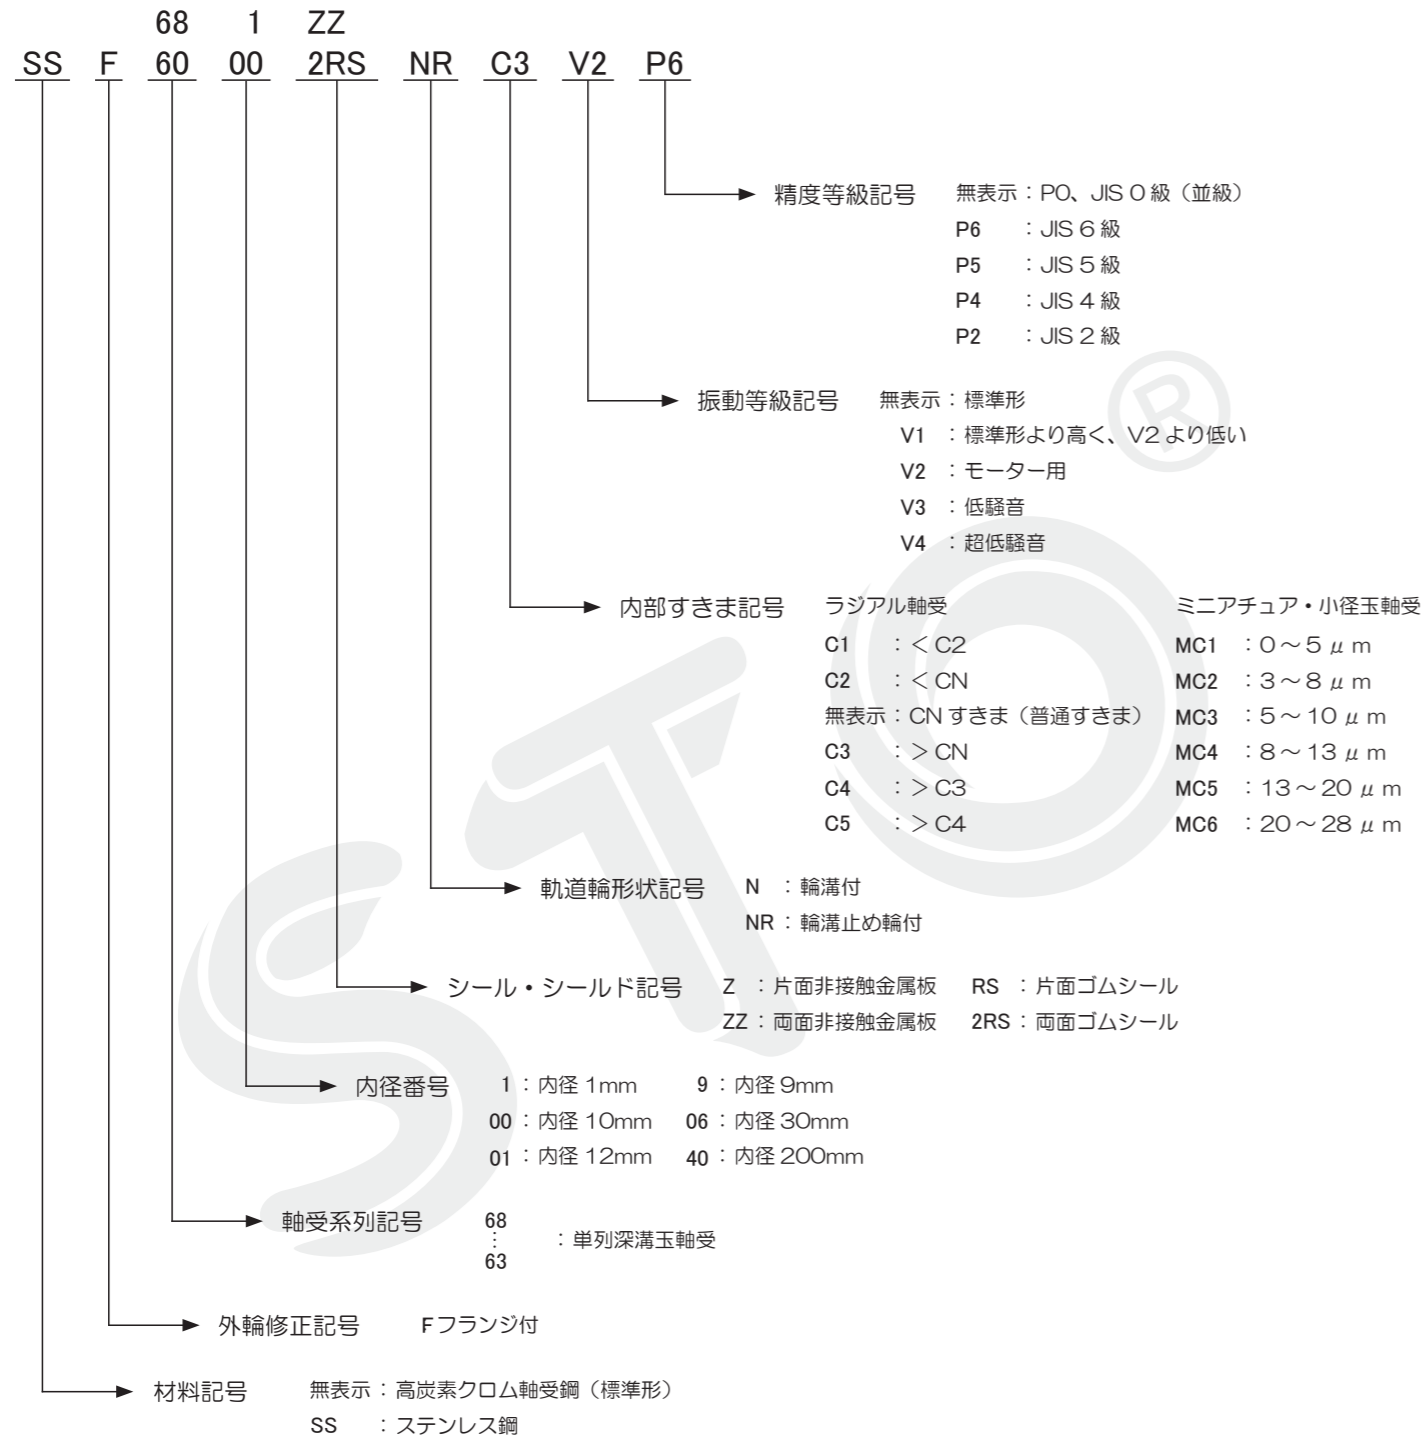 68 1 ZZ
SS F 60 00 2RS NR C3 V2 P6
精度等級記号 無表示：P0、JIS 0 級（並級）
P6 ：JIS 6 級
P5 ：JIS 5 級
P4 ：JIS 4 級
P2 ：JIS 2 級
振動等級記号 無表示：標準形
V1 ：標準形より高く、V2 より低い
V2 ：モーター用
V3 ：低騒音
V4 ：超低騒音
内部すきま記号 ラジアル軸受 ミニアチュア・小径玉軸受
C1 ：＜ C2 MC1 ：0～5 μ m
C2 ：＜ CN MC2 ：3～8 μ m
無表示：CN すきま（普通すきま） MC3 ：5～10 μ m
C3 ：＞ CN MC4 ：8～13 μ m
C4 ：＞ C3 MC5 ：13～20 μ m
C5 ：＞ C4 MC6 ：20～28 μ m
軌道輪形状記号 N ：輪溝付
NR：輪溝止め輪付
シール・シールド記号 Z ：片面非接触金属板 RS ：片面ゴムシール
ZZ：両面非接触金属板 2RS：両面ゴムシール
内径番号 1：内径 1mm 9：内径 9mm
00：内径 10mm 06：内径 30mm
01：内径 12mm 40：内径 200mm
軸受系列記号 68
⋮ ：単列深溝玉軸受
63
外輪修正記号 Fフランジ付
材料記号 無表示：高炭素クロム軸受鋼（標準形）
SS ：ステンレス鋼
STO®